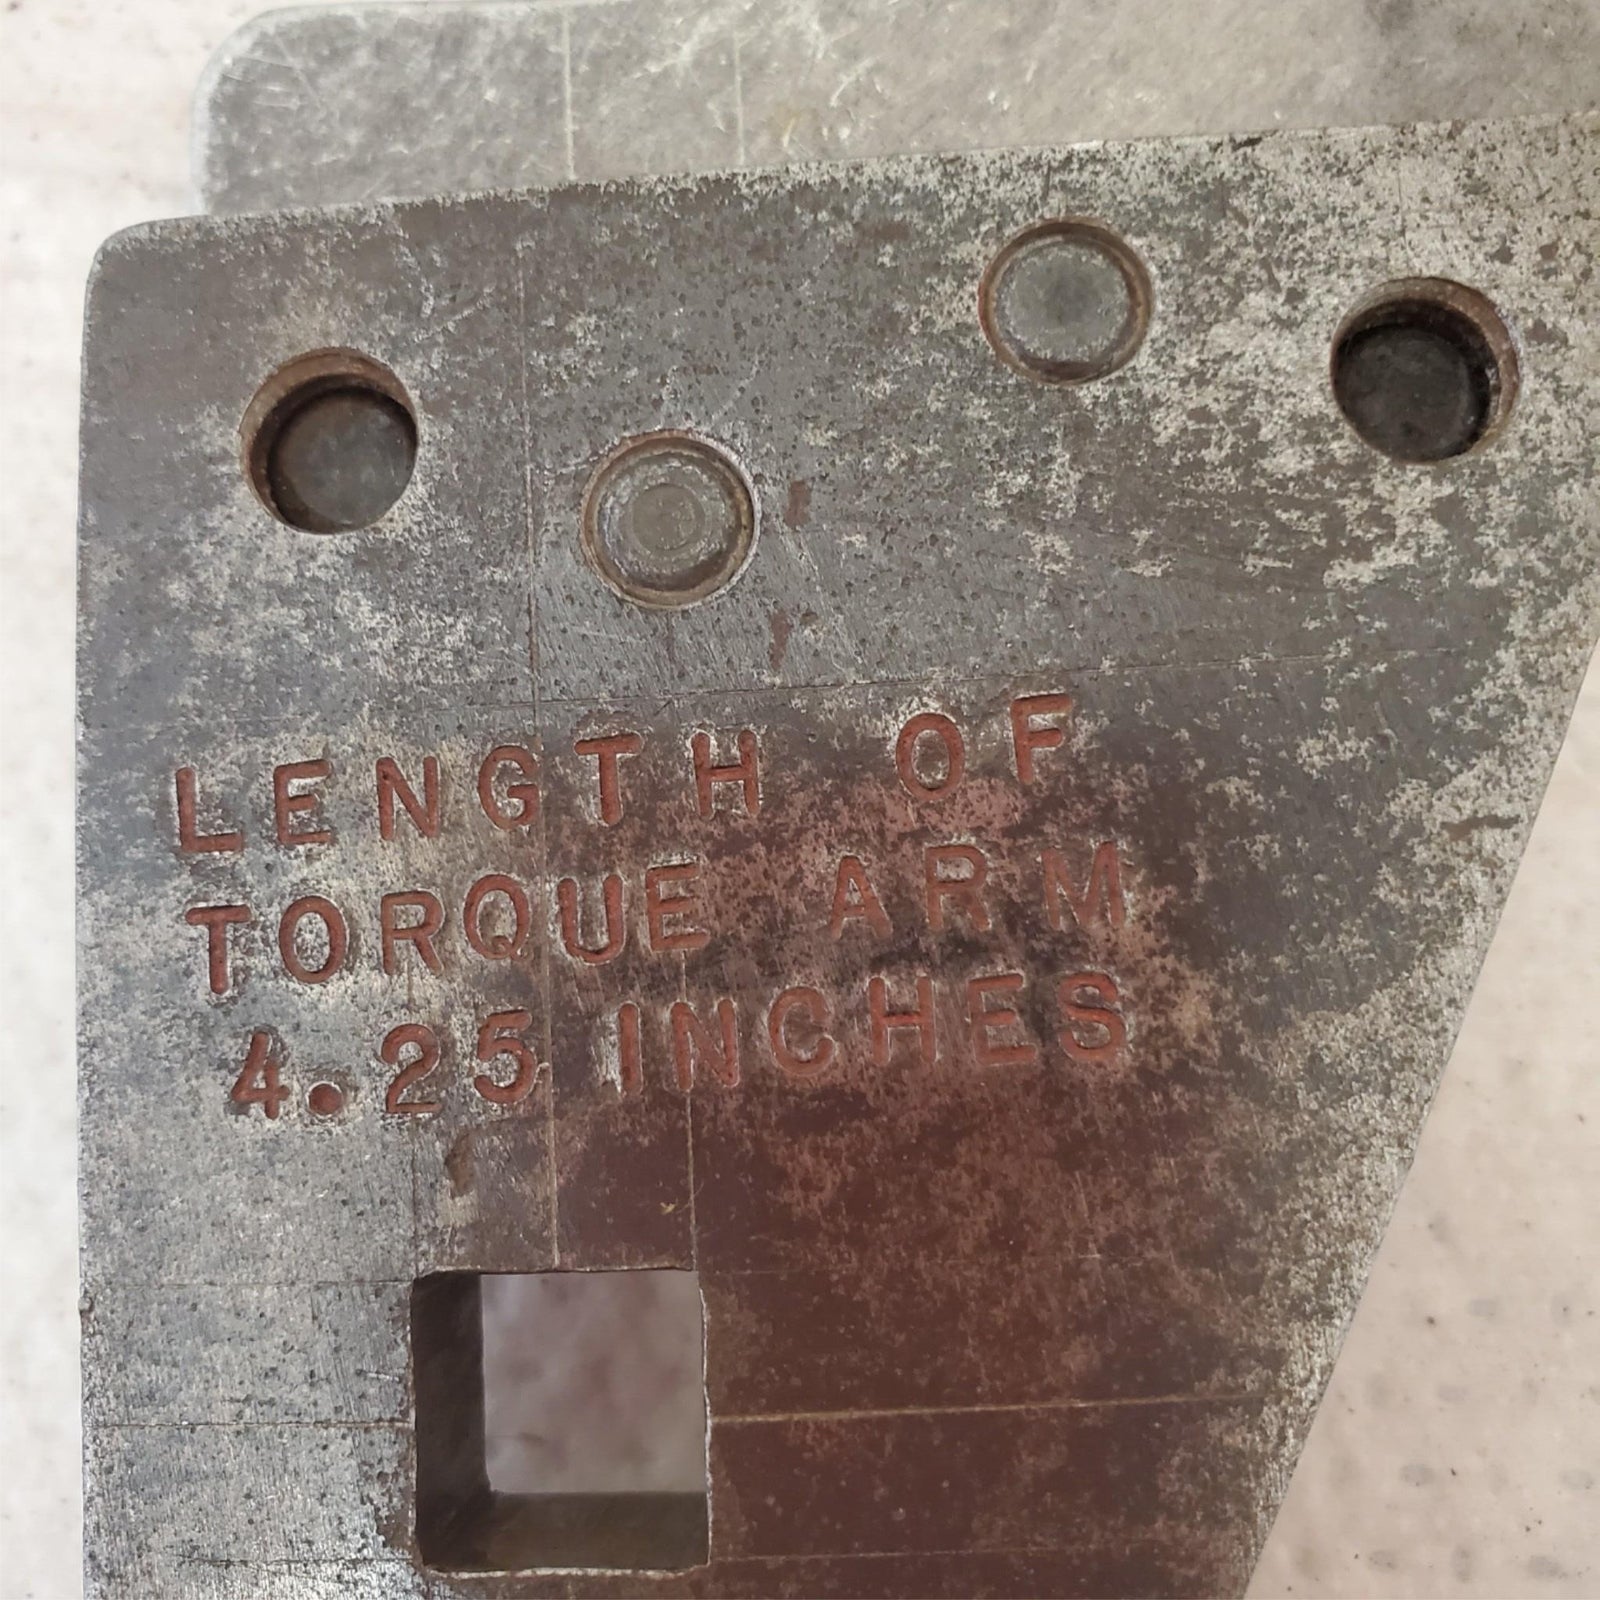 LENGTH OF
TORQUE ARM
4.25 INCHES